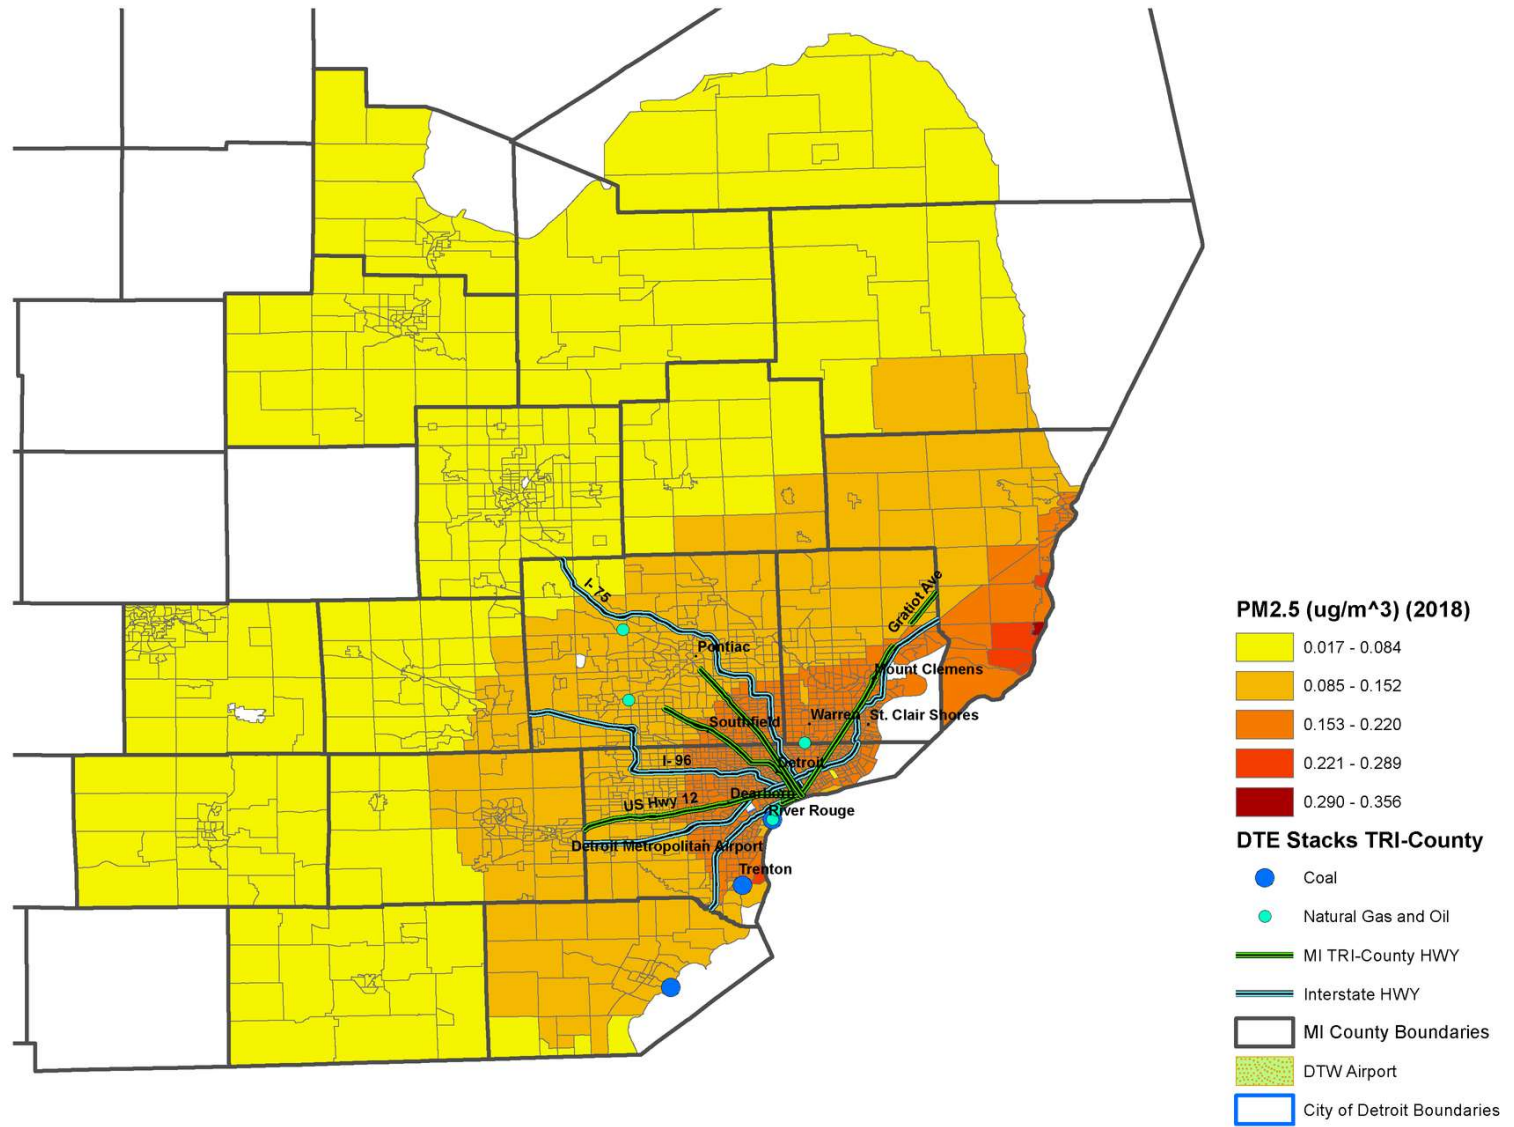 I- 75
Gratiot Ave
Pontiac
Mount Clemens
Southfield
Warren
St. Clair Shores
I- 96
Detroit
Dearborn
US Hwy 12
River Rouge
Detroit Metropolitan Airport
Trenton
PM2.5 (ug/m^3) (2018)
0.017 - 0.084
0.085 - 0.152
0.153 - 0.220
0.221 - 0.289
0.290 - 0.356
DTE Stacks TRI-County
Coal
Natural Gas and Oil
MI TRI-County HWY
Interstate HWY
MI County Boundaries
DTW Airport
City of Detroit Boundaries